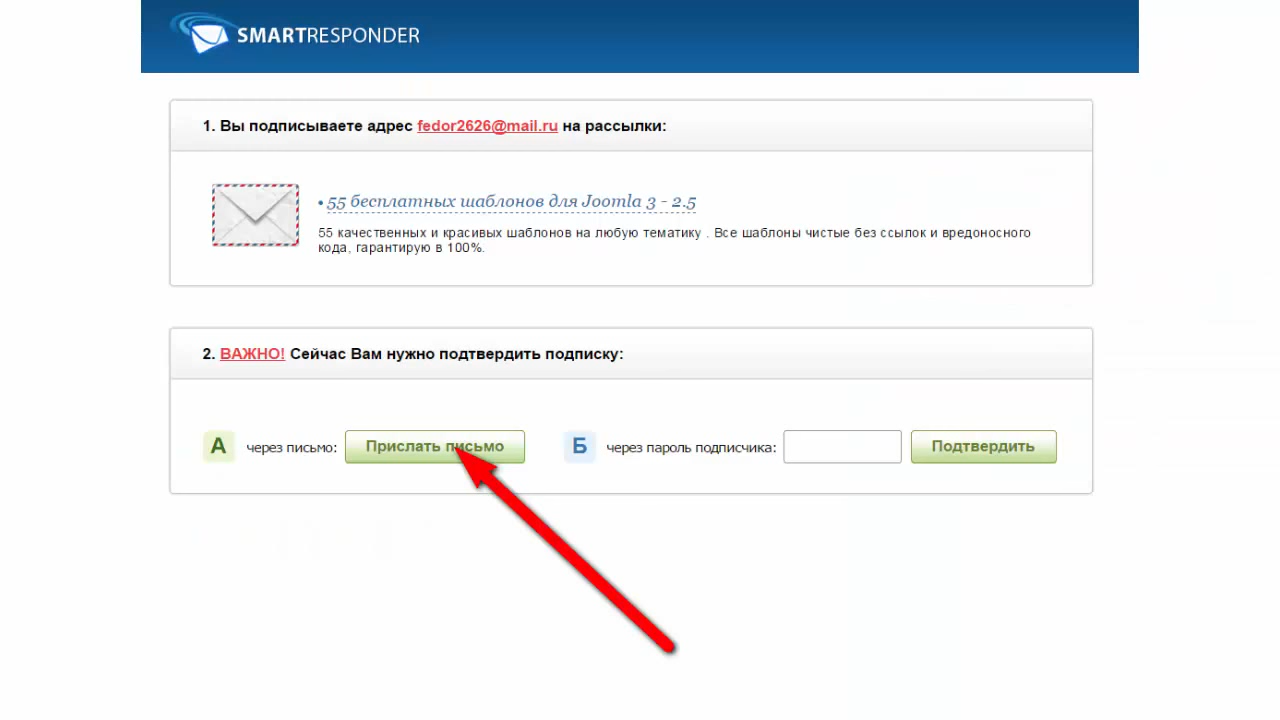 SMARTRESPONDER
1. Вы подписываете адрес fedor2626@mail.ru на рассылки:
• 55 бесплатных шаблонов для Joomla 3 - 2.5
55 качественных и красивых шаблонов на любую тематику . Все шаблоны чистые без ссылок и вредоносного
кода, гарантирую в 100%.
2. ВАЖНО! Сейчас Вам нужно подтвердить подписку:
А через письмо: Прислать письмо Б через пароль подписчика: Подтвердить